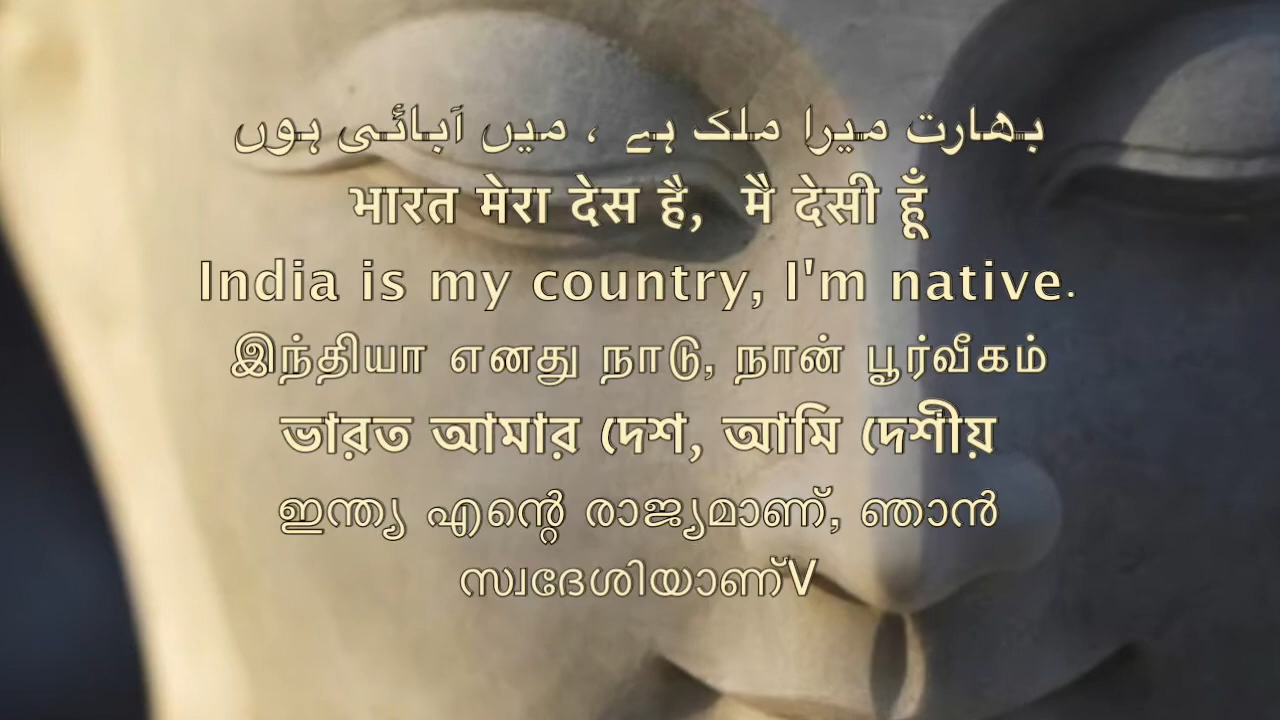 بھارت میرا ملک ہے ، میں آبائی ہوں
भारत मेरा देस है, मै देसी हूँ
India is my country, I'm native.
இந்தியா எனது நாடு, நான் பூர்வீகம்
ভারত আমার দেশ, আমি দেশীয়
ഇന്ത്യ എന്റെ രാജ്യമാണ്, ഞാൻ
സ്വദേശിയാണ്V